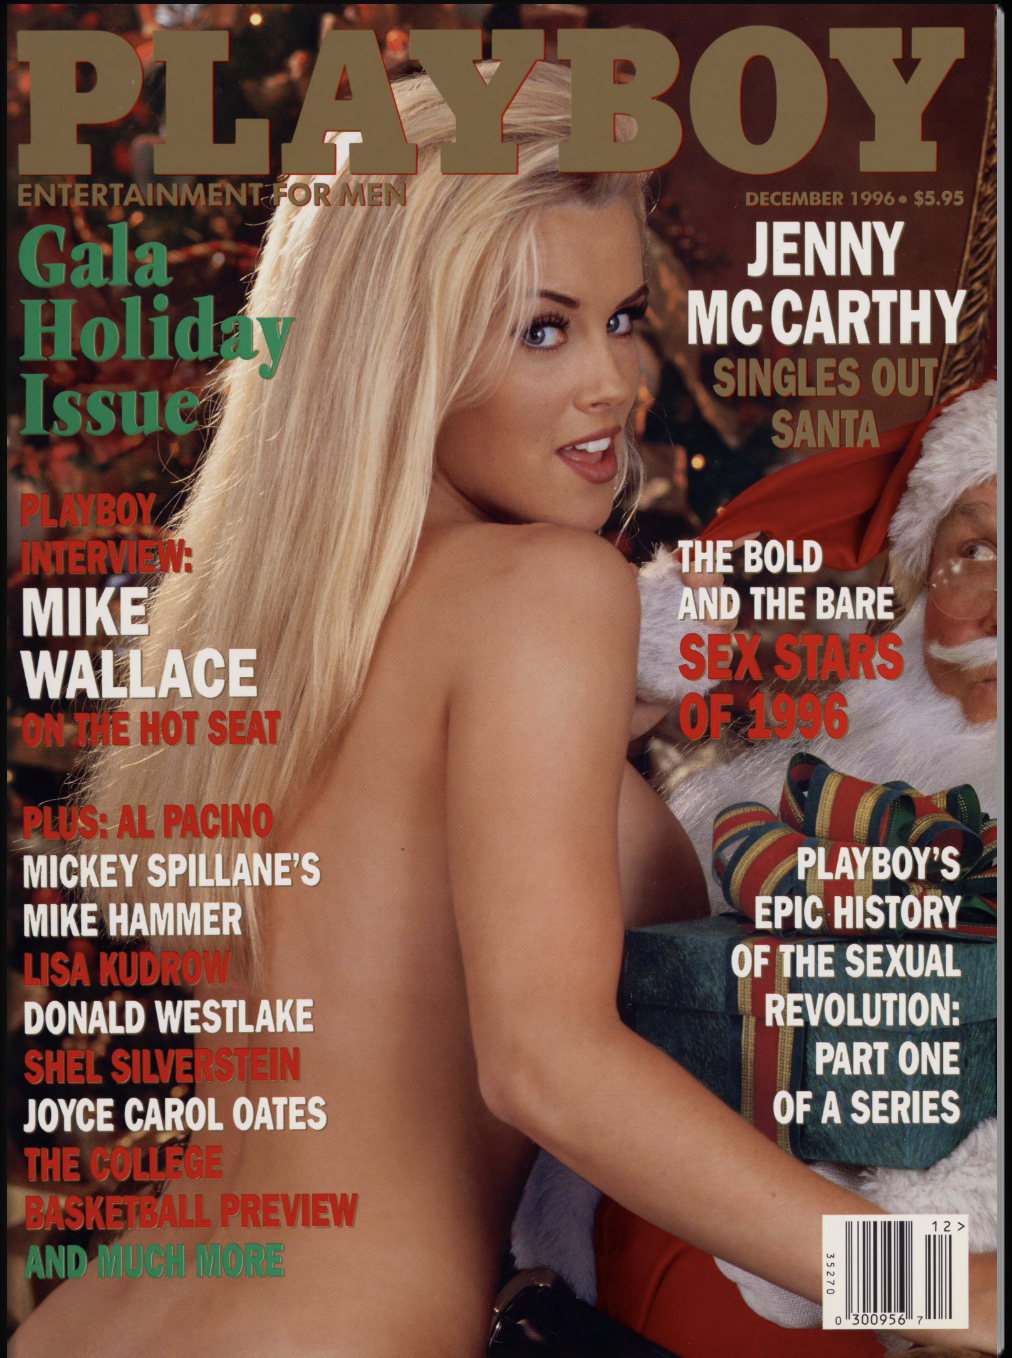 PLAYBOY
ENTERTAINMENT FOR MEN
DECEMBER 1996 • $5.95
Gala
Holiday
Issue
JENNY
MCCARTHY
SINGLES OUT
SANTA
PLAYBOY
INTERVIEW:
MIKE
WALLACE
ON THE HOT SEAT
THE BOLD
AND THE BARE
SEX STARS
OF 1996
PLUS: AL PACINO
MICKEY SPILLANE'S
MIKE HAMMER
LISA KUDROW
DONALD WESTLAKE
SHEL SILVERSTEIN
JOYCE CAROL OATES
THE COLLEGE
BASKETBALL PREVIEW
AND MUCH MORE
PLAYBOY'S
EPIC HISTORY
OF THE SEXUAL
REVOLUTION:
PART ONE
OF A SERIES
12>
35270
0 300956 7